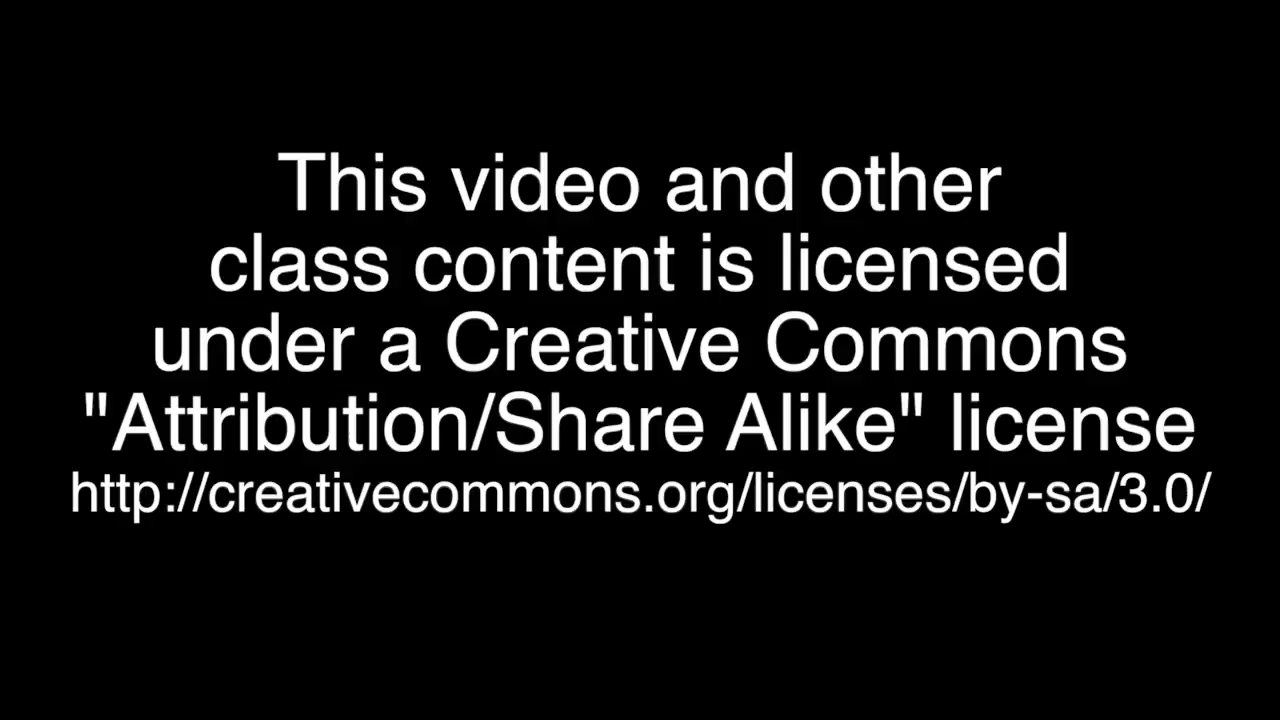 This video and other
class content is licensed
under a Creative Commons
"Attribution/Share Alike" license
http://creativecommons.org/licenses/by-sa/3.0/